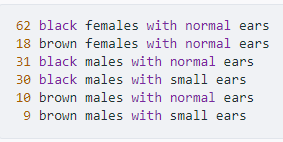 62 black females with normal ears
18 brown females with normal ears
31 black males with normal ears
30 black males with small ears
10 brown males with normal ears
9 brown males with small ears